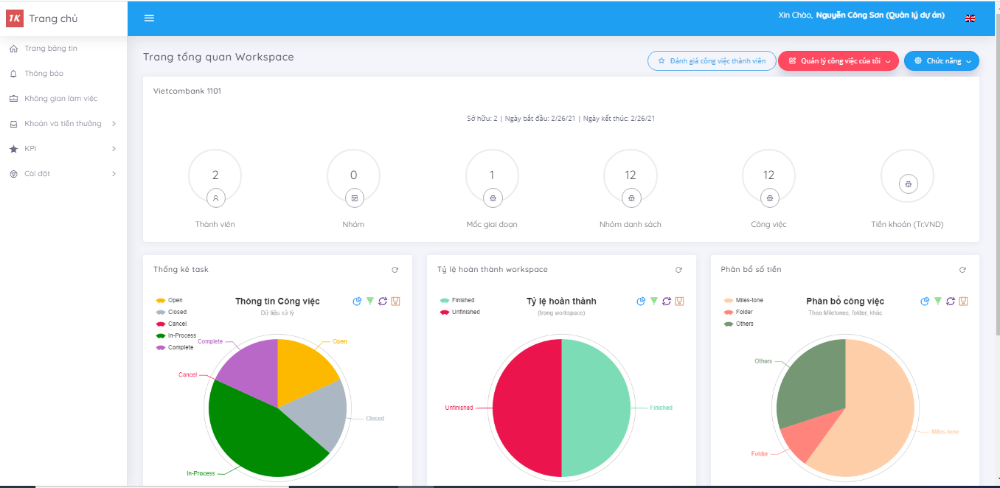 TK Trang chủ
Xin Chào, Nguyễn Công Sơn (Quản lý dự án)
Trang bảng tin
Thông báo
Không gian làm việc
Khoán và tiền thưởng
KPI
Cài đặt
Trang tổng quan Workspace
Đánh giá công việc thành viên
Quản lý công việc của tôi
Chức năng
Vietcombank 1101
Sở hữu: 2 | Ngày bắt đầu: 2/26/21 | Ngày kết thúc: 2/26/21
2
Thành viên
0
Nhóm
1
Mốc giai đoạn
12
Nhóm danh sách
12
Công việc
Tiền khoán (Tr.VND)
Thống kê task
Open
Closed
Cancel
In-Process
Complete
Thông tin Công việc
Dữ liệu xử lý
Complete
Open
Cancel
Closed
In-Process
Tỷ lệ hoàn thành workspace
Finished
Unfinished
Tỷ lệ hoàn thành
(trong workspace)
Unfinished
Finished
Phân bổ số tiền
Miles-tone
Folder
Others
Phân bổ công việc
Theo Miletones, folder, khác
Others
Miles-tone
Folder